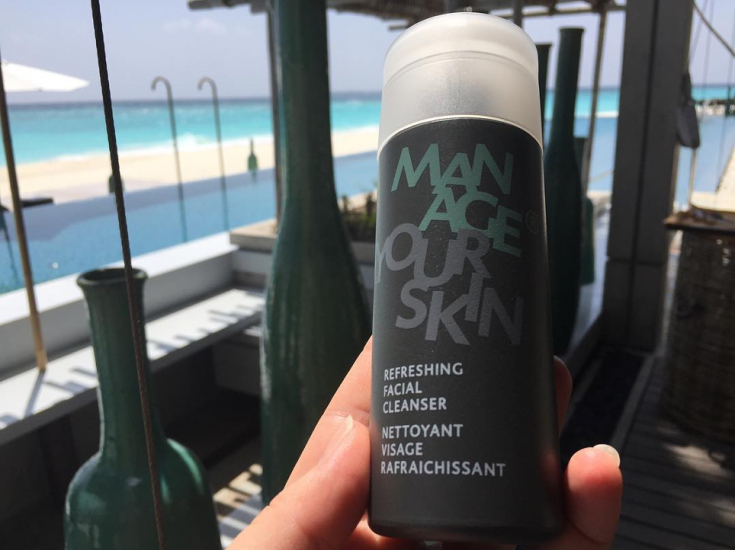 MAN
AGE®
YOUR
SKIN
REFRESHING
FACIAL
CLEANSER
NETTOYANT
VISAGE
RAFRAICHISSANT